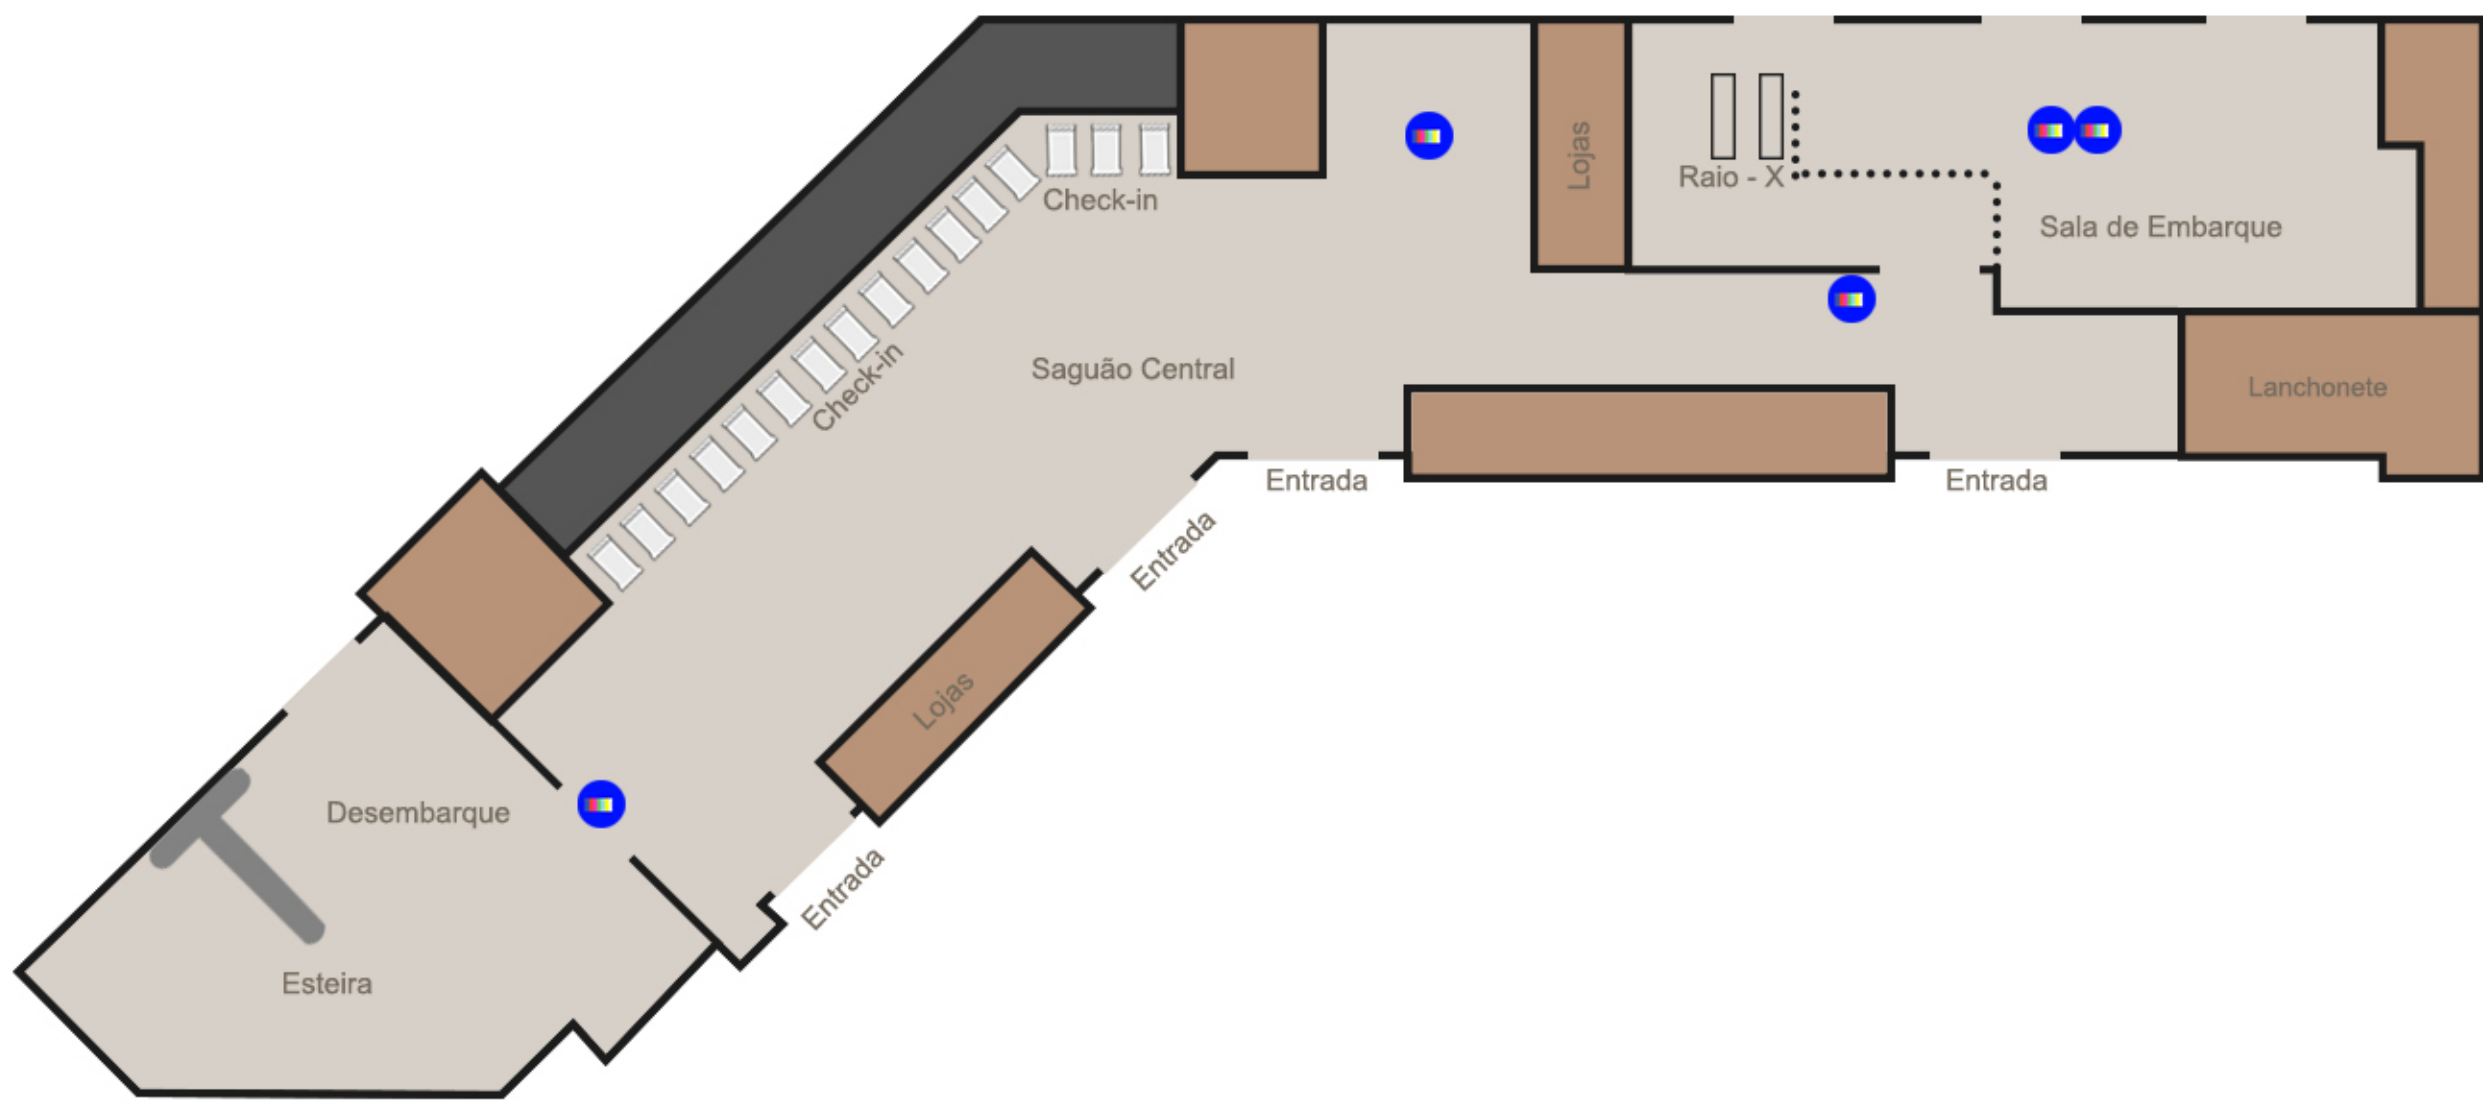 Lojas
Raio - X
Check-in
Sala de Embarque
Check-in
Saguão Central
Lanchonete
Entrada
Entrada
Entrada
Lojas
Desembarque
Entrada
Esteira